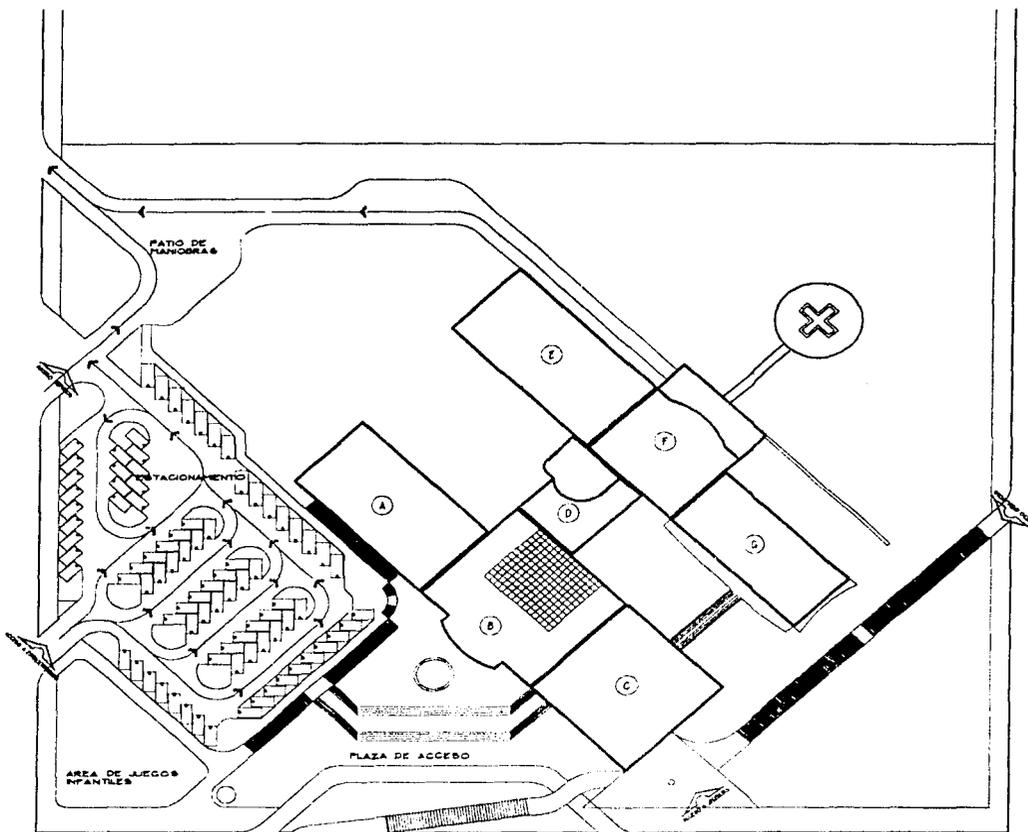 PATIO DE
MANIOBRAS
E
F
ESTACIONAMIENTO
A
D
G
B
C
PLAZA DE ACCESO
AREA DE JUEGOS
INFANTILES